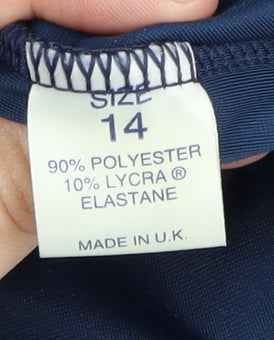 SIZE
14
90% POLYESTER
10% LYCRA ®
ELASTANE
MADE IN U.K.